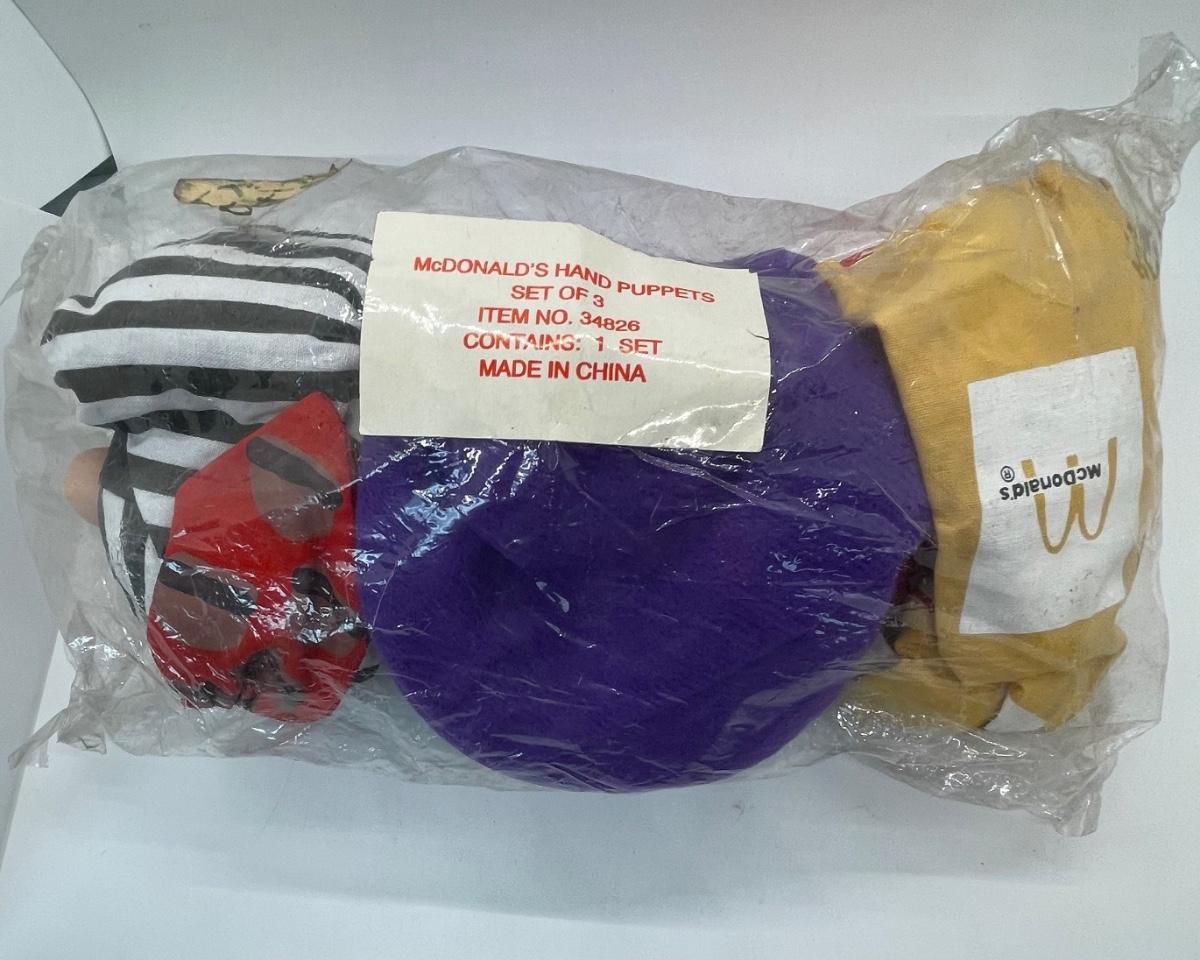 McDONALD'S HAND PUPPETS
SET OF 3
ITEM NO. 34826
CONTAINS: 1 SET
MADE IN CHINA
McDonald's®